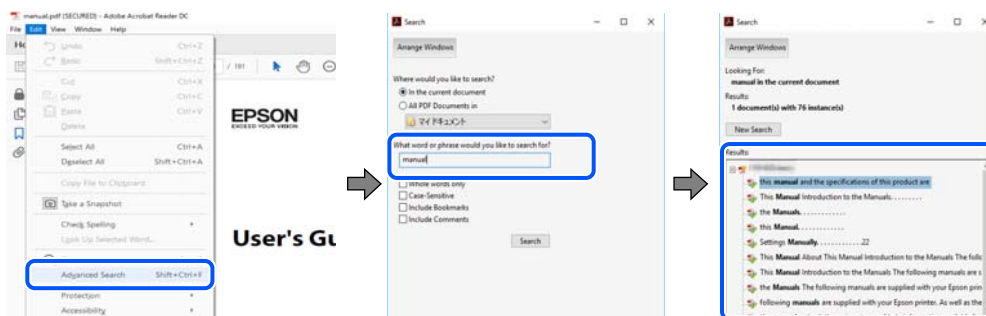 manual.pdf (SECURED) - Adobe Acrobat Reader DC
File Edit View Window Help
Undo Ctrl+Z
Redo Shift+Ctrl+Z
Cut Ctrl+X
Copy Ctrl+C
Paste Ctrl+V
Delete
Select All Ctrl+A
Deselect All Shift+Ctrl+A
Copy File to Clipboard
Take a Snapshot
Check Spelling
Look Up Selected Word...
Advanced Search Shift+Ctrl+F
Protection
Accessibility
/ 191
EPSON
EXCEED YOUR VISION
User's Gu
Search
Arrange Windows
Where would you like to search?
In the current document
All PDF Documents in
マイ ドキュメント
What word or phrase would you like to search for?
manual
Whole words only
Case-Sensitive
Include Bookmarks
Include Comments
Search
Search
Arrange Windows
Looking For:
manual in the current document
Results:
1 document(s) with 76 instance(s)
New Search
Results:
this manual and the specifications of this product are
This Manual Introduction to the Manuals. . . . . . . . .
the Manuals. . . . . . . . . . . .
this Manual. . . . . . . . . . . .
Settings Manually. . . . . . . . . . . .22
This Manual About This Manual Introduction to the Manuals The follo
This Manual Introduction to the Manuals The following manuals are s
the Manuals The following manuals are supplied with your Epson prin
following manuals are supplied with your Epson printer. As well as the